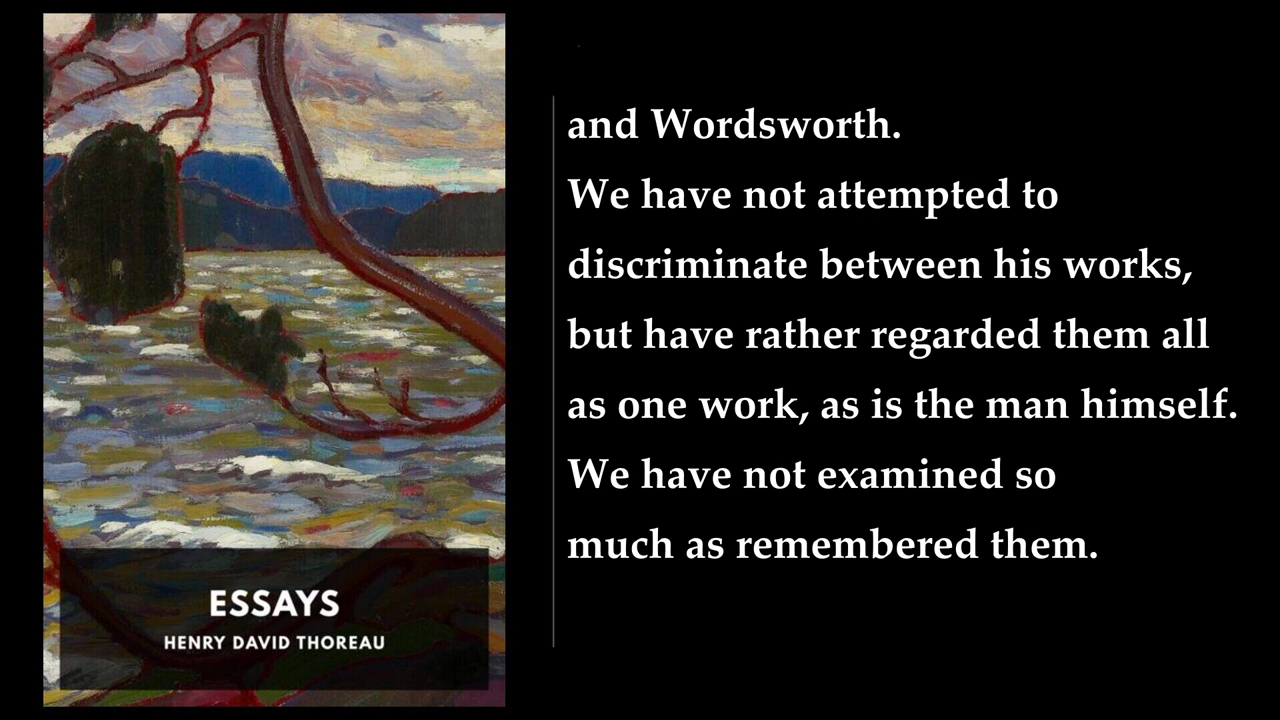 ESSAYS
HENRY DAVID THOREAU
and Wordsworth.
We have not attempted to
discriminate between his works,
but have rather regarded them all
as one work, as is the man himself.
We have not examined so
much as remembered them.